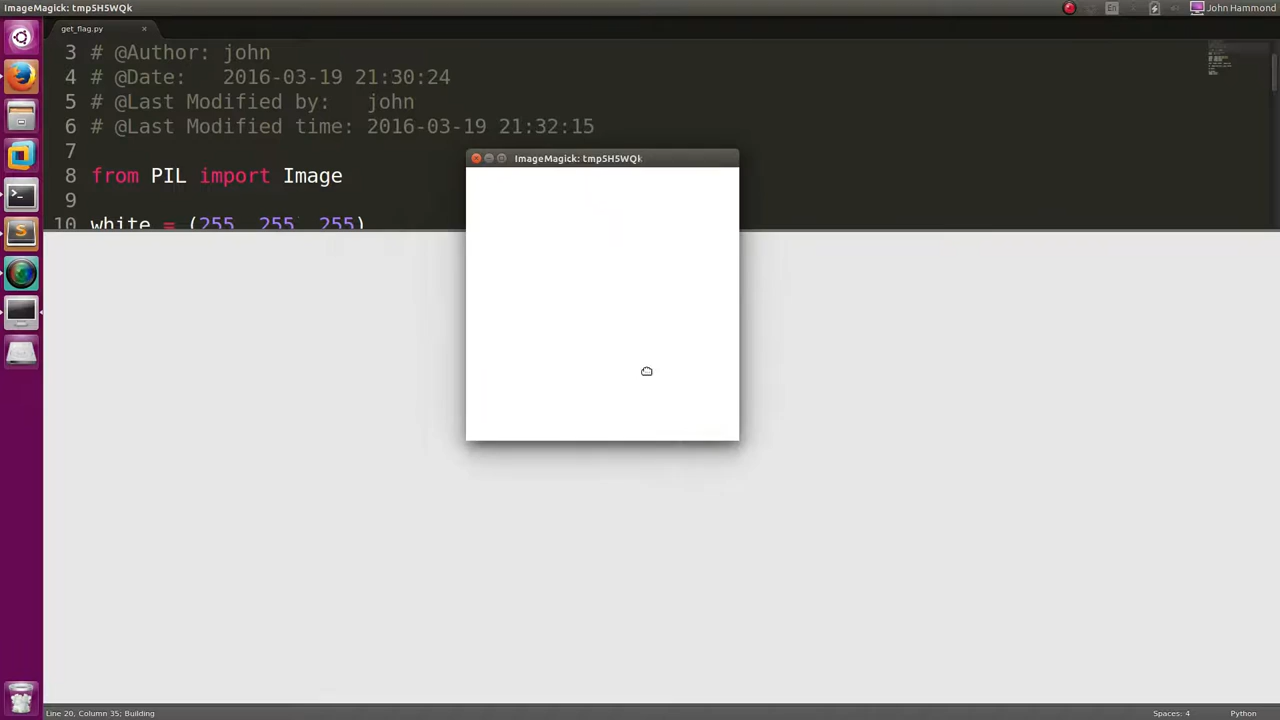 ImageMagick: tmp5H5WQk
En
John Hammond
get_flag.py
3 # @Author: john
4 # @Date:   2016-03-19 21:30:24
5 # @Last Modified by:   john
6 # @Last Modified time: 2016-03-19 21:32:15
7
8 from PIL import Image
9
10 white = (255, 255, 255)
ImageMagick: tmp5H5WQk
Line 20, Column 35; Building
Spaces: 4
Python